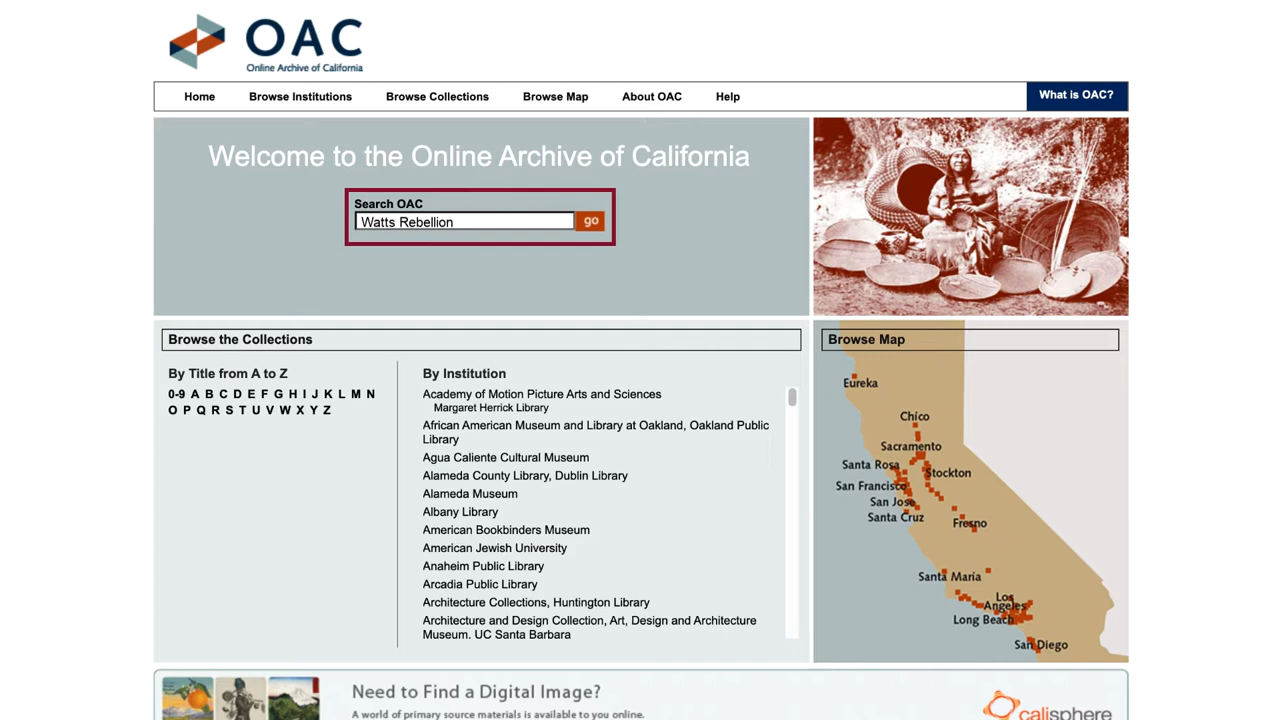 OAC
Online Archive of California
Home Browse Institutions Browse Collections Browse Map About OAC Help What is OAC?
Welcome to the Online Archive of California
Search OAC
Watts Rebellion go
Browse the Collections
By Title from A to Z
0-9 A B C D E F G H I J K L M N
O P Q R S T U V W X Y Z
By Institution
Academy of Motion Picture Arts and Sciences
Margaret Herrick Library
African American Museum and Library at Oakland, Oakland Public
Library
Agua Caliente Cultural Museum
Alameda County Library, Dublin Library
Alameda Museum
Albany Library
American Bookbinders Museum
American Jewish University
Anaheim Public Library
Arcadia Public Library
Architecture Collections, Huntington Library
Architecture and Design Collection, Art, Design and Architecture
Museum. UC Santa Barbara
Browse Map
Eureka
Chico
Sacramento
Santa Rosa
Stockton
San Francisco
San Jose
Santa Cruz
Fresno
Santa Maria
Los
Angeles
Long Beach
San Diego
Need to Find a Digital Image?
A world of primary source materials is available to you online.
calisphere